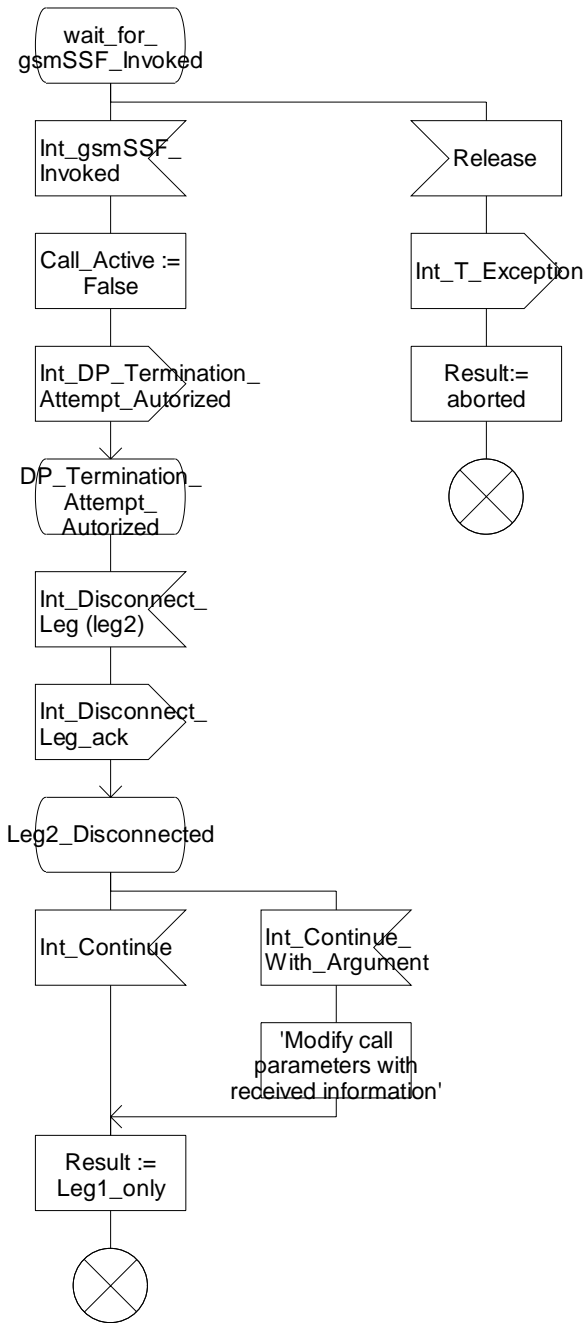 wait_for_
gsmSSF_Invoked
Int_gsmSSF_
Invoked
Release
Call_Active :=
False
Int_T_Exception
Int_DP_Termination_
Attempt_Autorized
Result:=
aborted
DP_Termination_
Attempt_
Autorized
Int_Disconnect_
Leg (leg2)
Int_Disconnect_
Leg_ack
Leg2_Disconnected
Int_Continue
Int_Continue_
With_Argument
'Modify call
parameters with
received information'
Result :=
Leg1_only